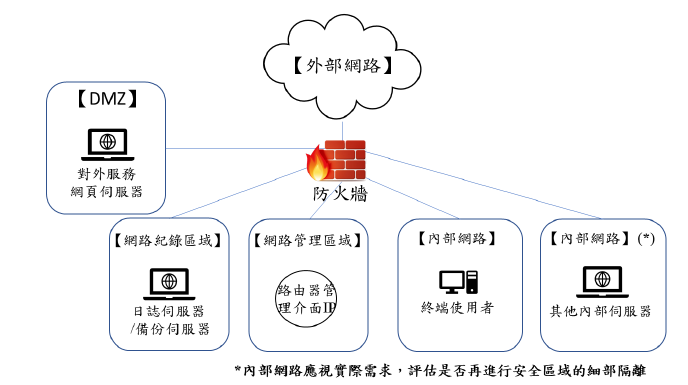 【外部網路】
【DMZ】
對外服務
網頁伺服器
防火牆
【網路紀錄區域】
日誌伺服器
/備份伺服器
【網路管理區域】
路由器管
理介面IP
【內部網路】
終端使用者
【內部網路】(*)
其他內部伺服器
*內部網路應視實際需求，評估是否再進行安全區域的細部隔離